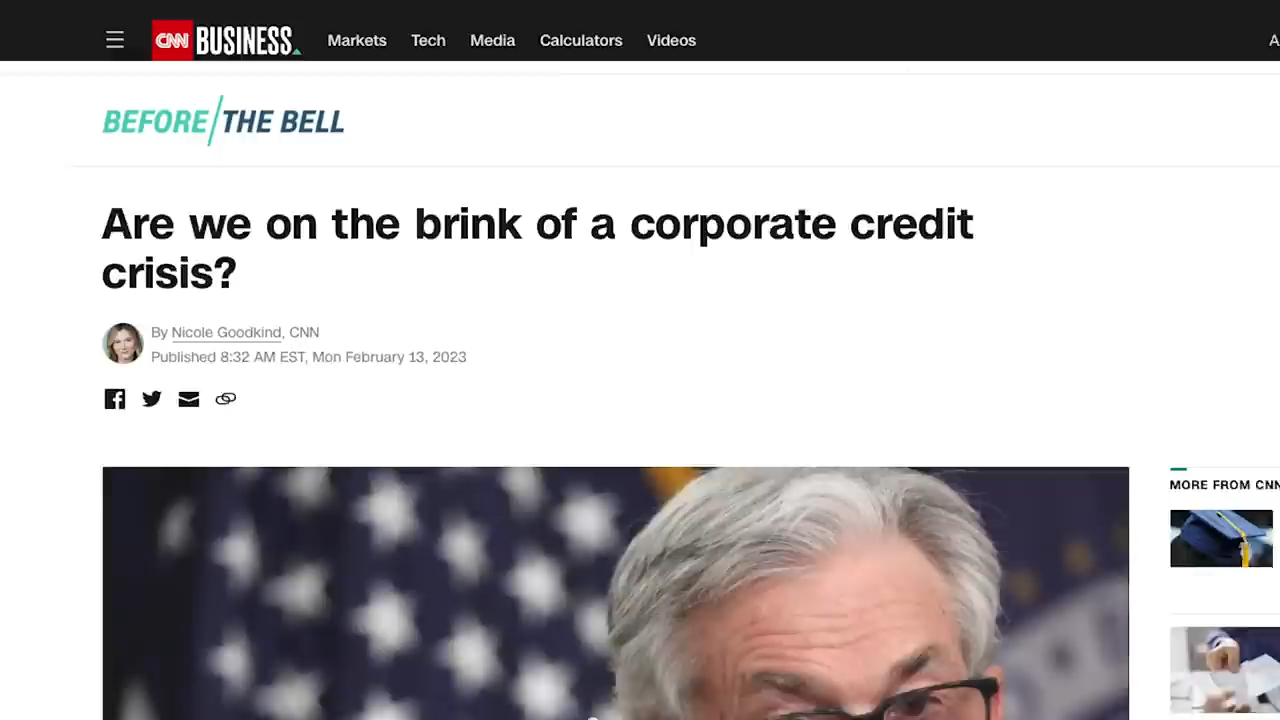 CNN BUSINESS Markets Tech Media Calculators Videos A
BEFORE/THE BELL
Are we on the brink of a corporate credit
crisis?
By Nicole Goodkind, CNN
Published 8:32 AM EST, Mon February 13, 2023
MORE FROM CNN